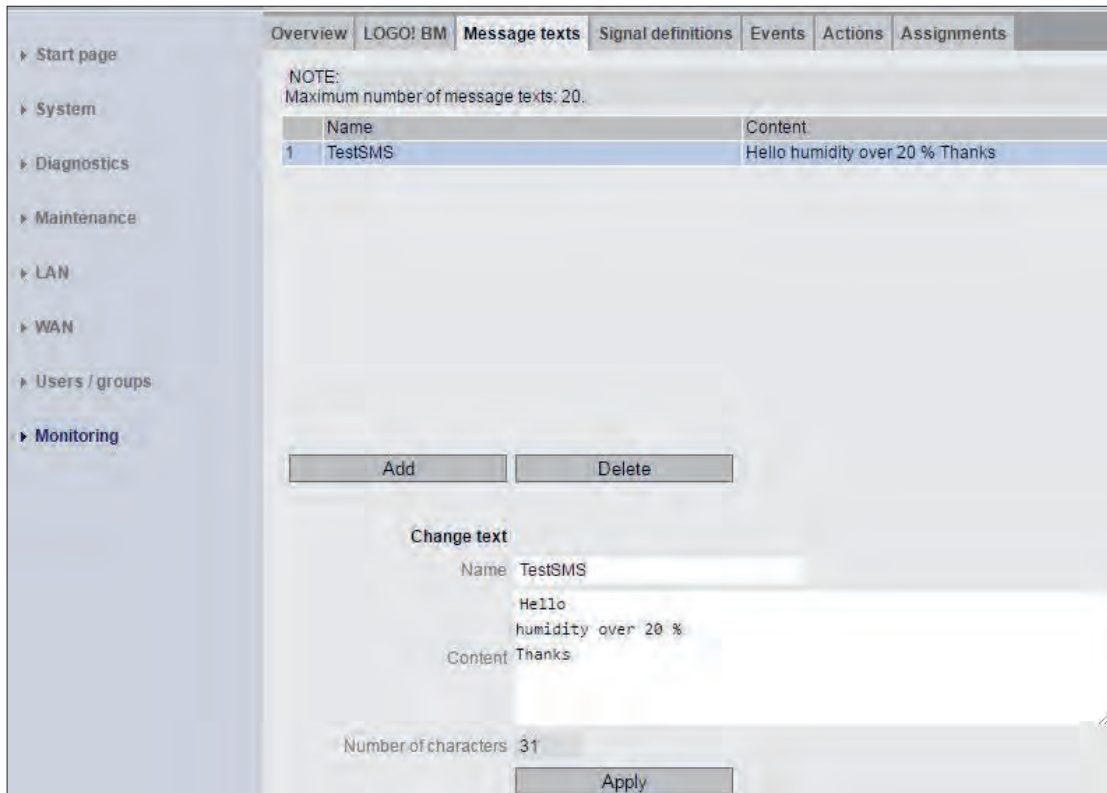 Overview LOGO! BM Message texts Signal definitions Events Actions Assignments
Start page
System
Diagnostics
Maintenance
LAN
WAN
Users / groups
Monitoring
NOTE:
Maximum number of message texts: 20.
Name Content
1 TestSMS Hello humidity over 20 % Thanks
Add Delete
Change text
Name TestSMS
Content
Hello
humidity over 20 %
Thanks
Number of characters 31
Apply